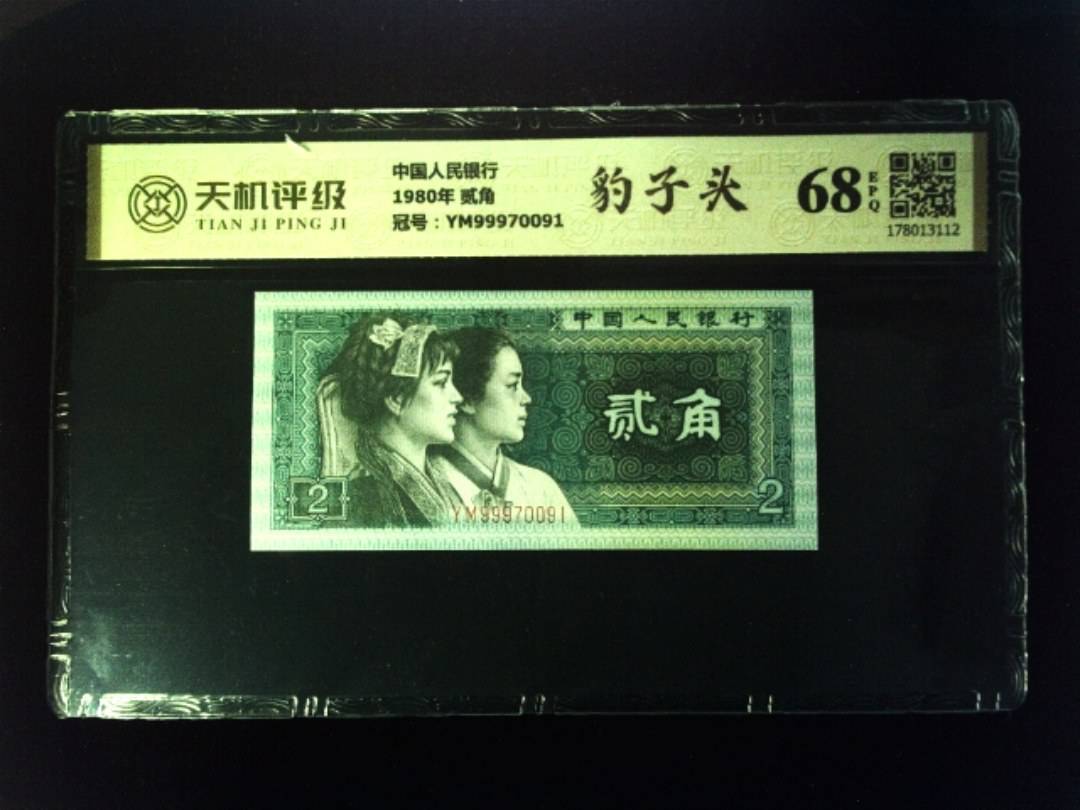 天机评级
TIAN JI PING JI
中国人民银行
1980年 贰角
冠号：YM99970091
豹子头
68
EPQ
178013112
中国人民银行
贰角
2
2
YM99970091